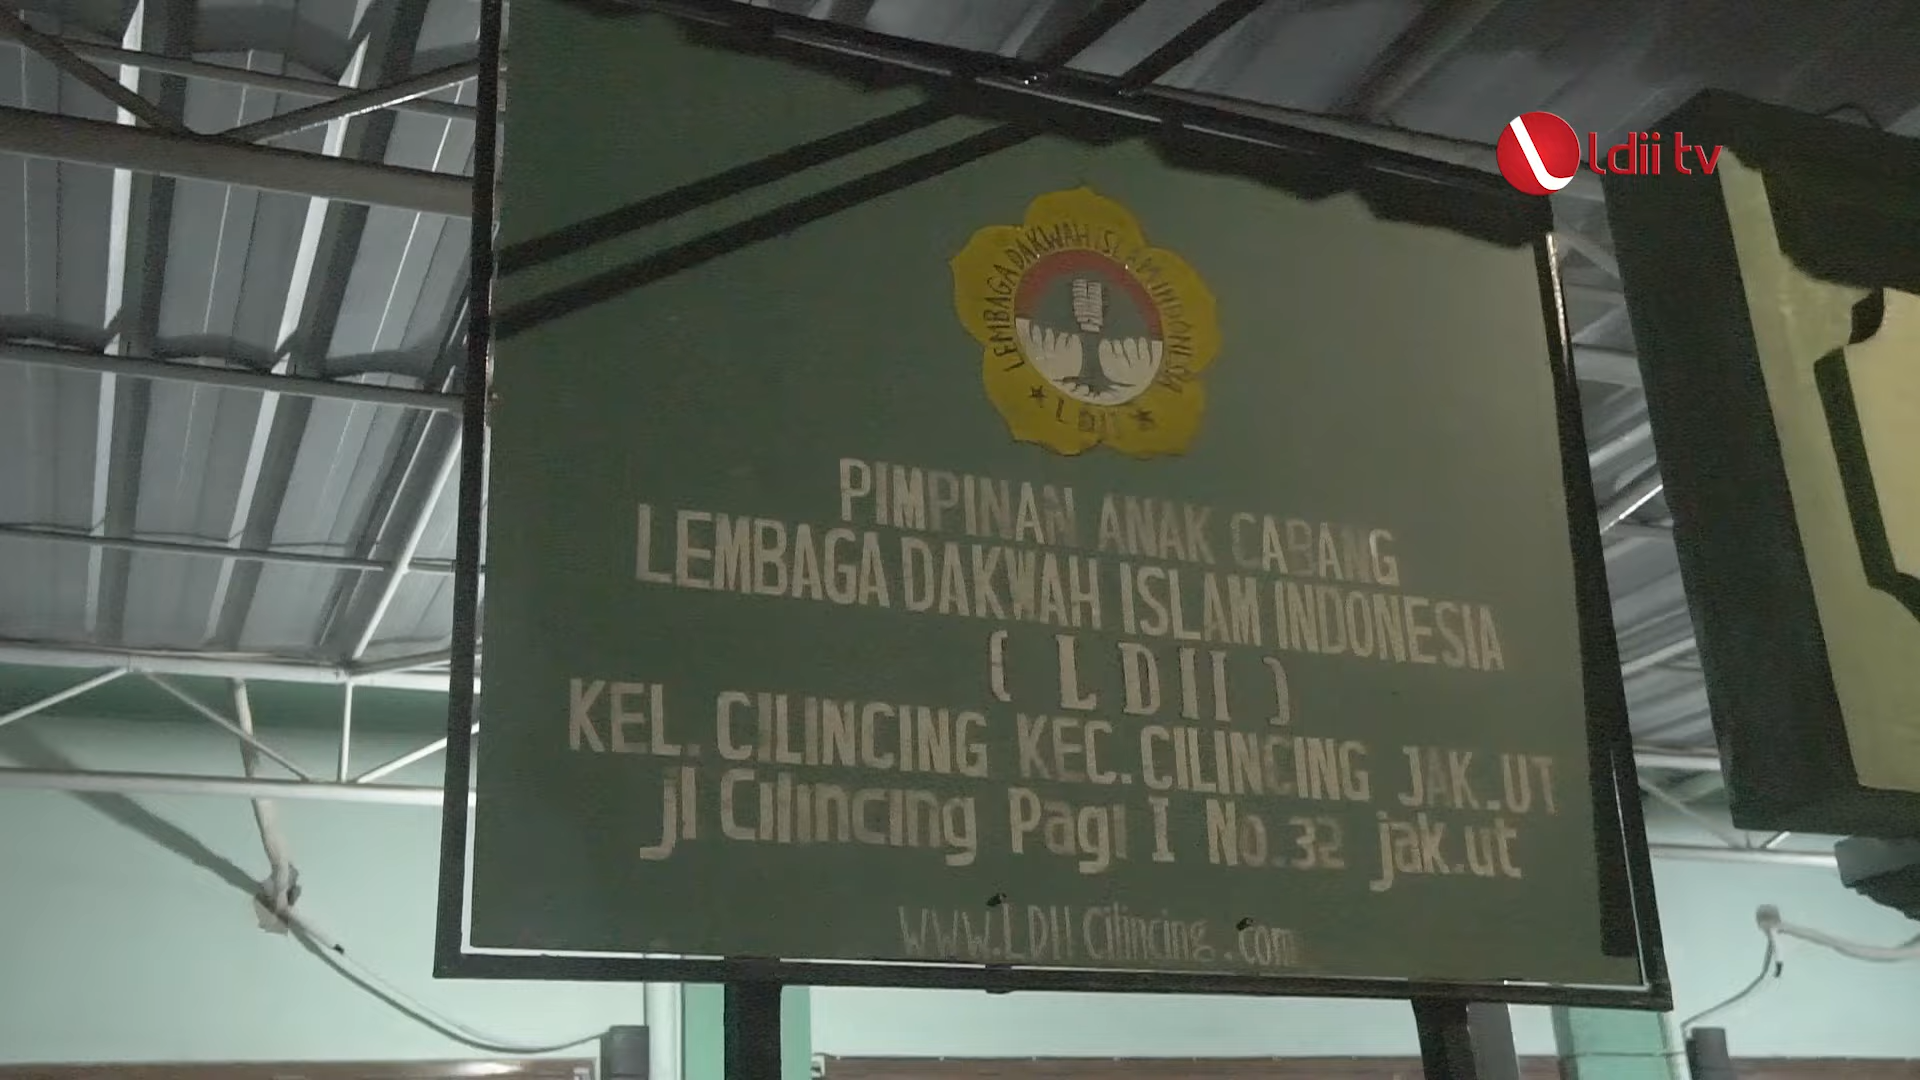 ldii tv
LEMBAGA DAKWAH ISLAM INDONESIA
LDII
PIMPINAN ANAK CABANG
LEMBAGA DAKWAH ISLAM INDONESIA
( LDII )
KEL. CILINCING KEC. CILINCING JAK.UT
jl Cilincing Pagi I No.32 jak.ut
WWW.LDII Cilincing.com